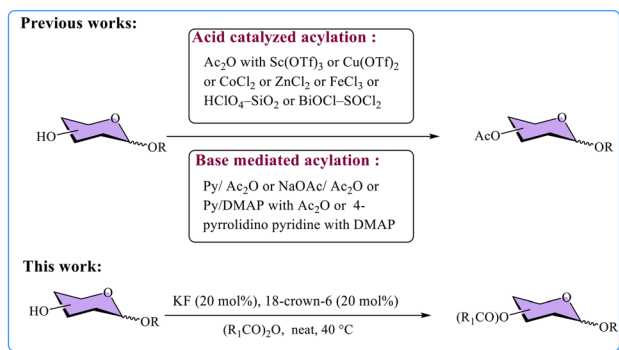 Previous works:
Acid catalyzed acylation :
Ac₂O with Sc(OTf)₃ or Cu(OTf)₂
or CoCl₂ or ZnCl₂ or FeCl₃ or
HClO₄–SiO₂ or BiOCl–SOCl₂
HO
O
OR
AcO
O
OR
Base mediated acylation :
Py/ Ac₂O or NaOAc/ Ac₂O or
Py/DMAP with Ac₂O or 4-
pyrrolidino pyridine with DMAP
This work:
HO
O
OR
KF (20 mol%), 18-crown-6 (20 mol%)
(R₁CO)₂O, neat, 40 °C
(R₁CO)O
O
OR